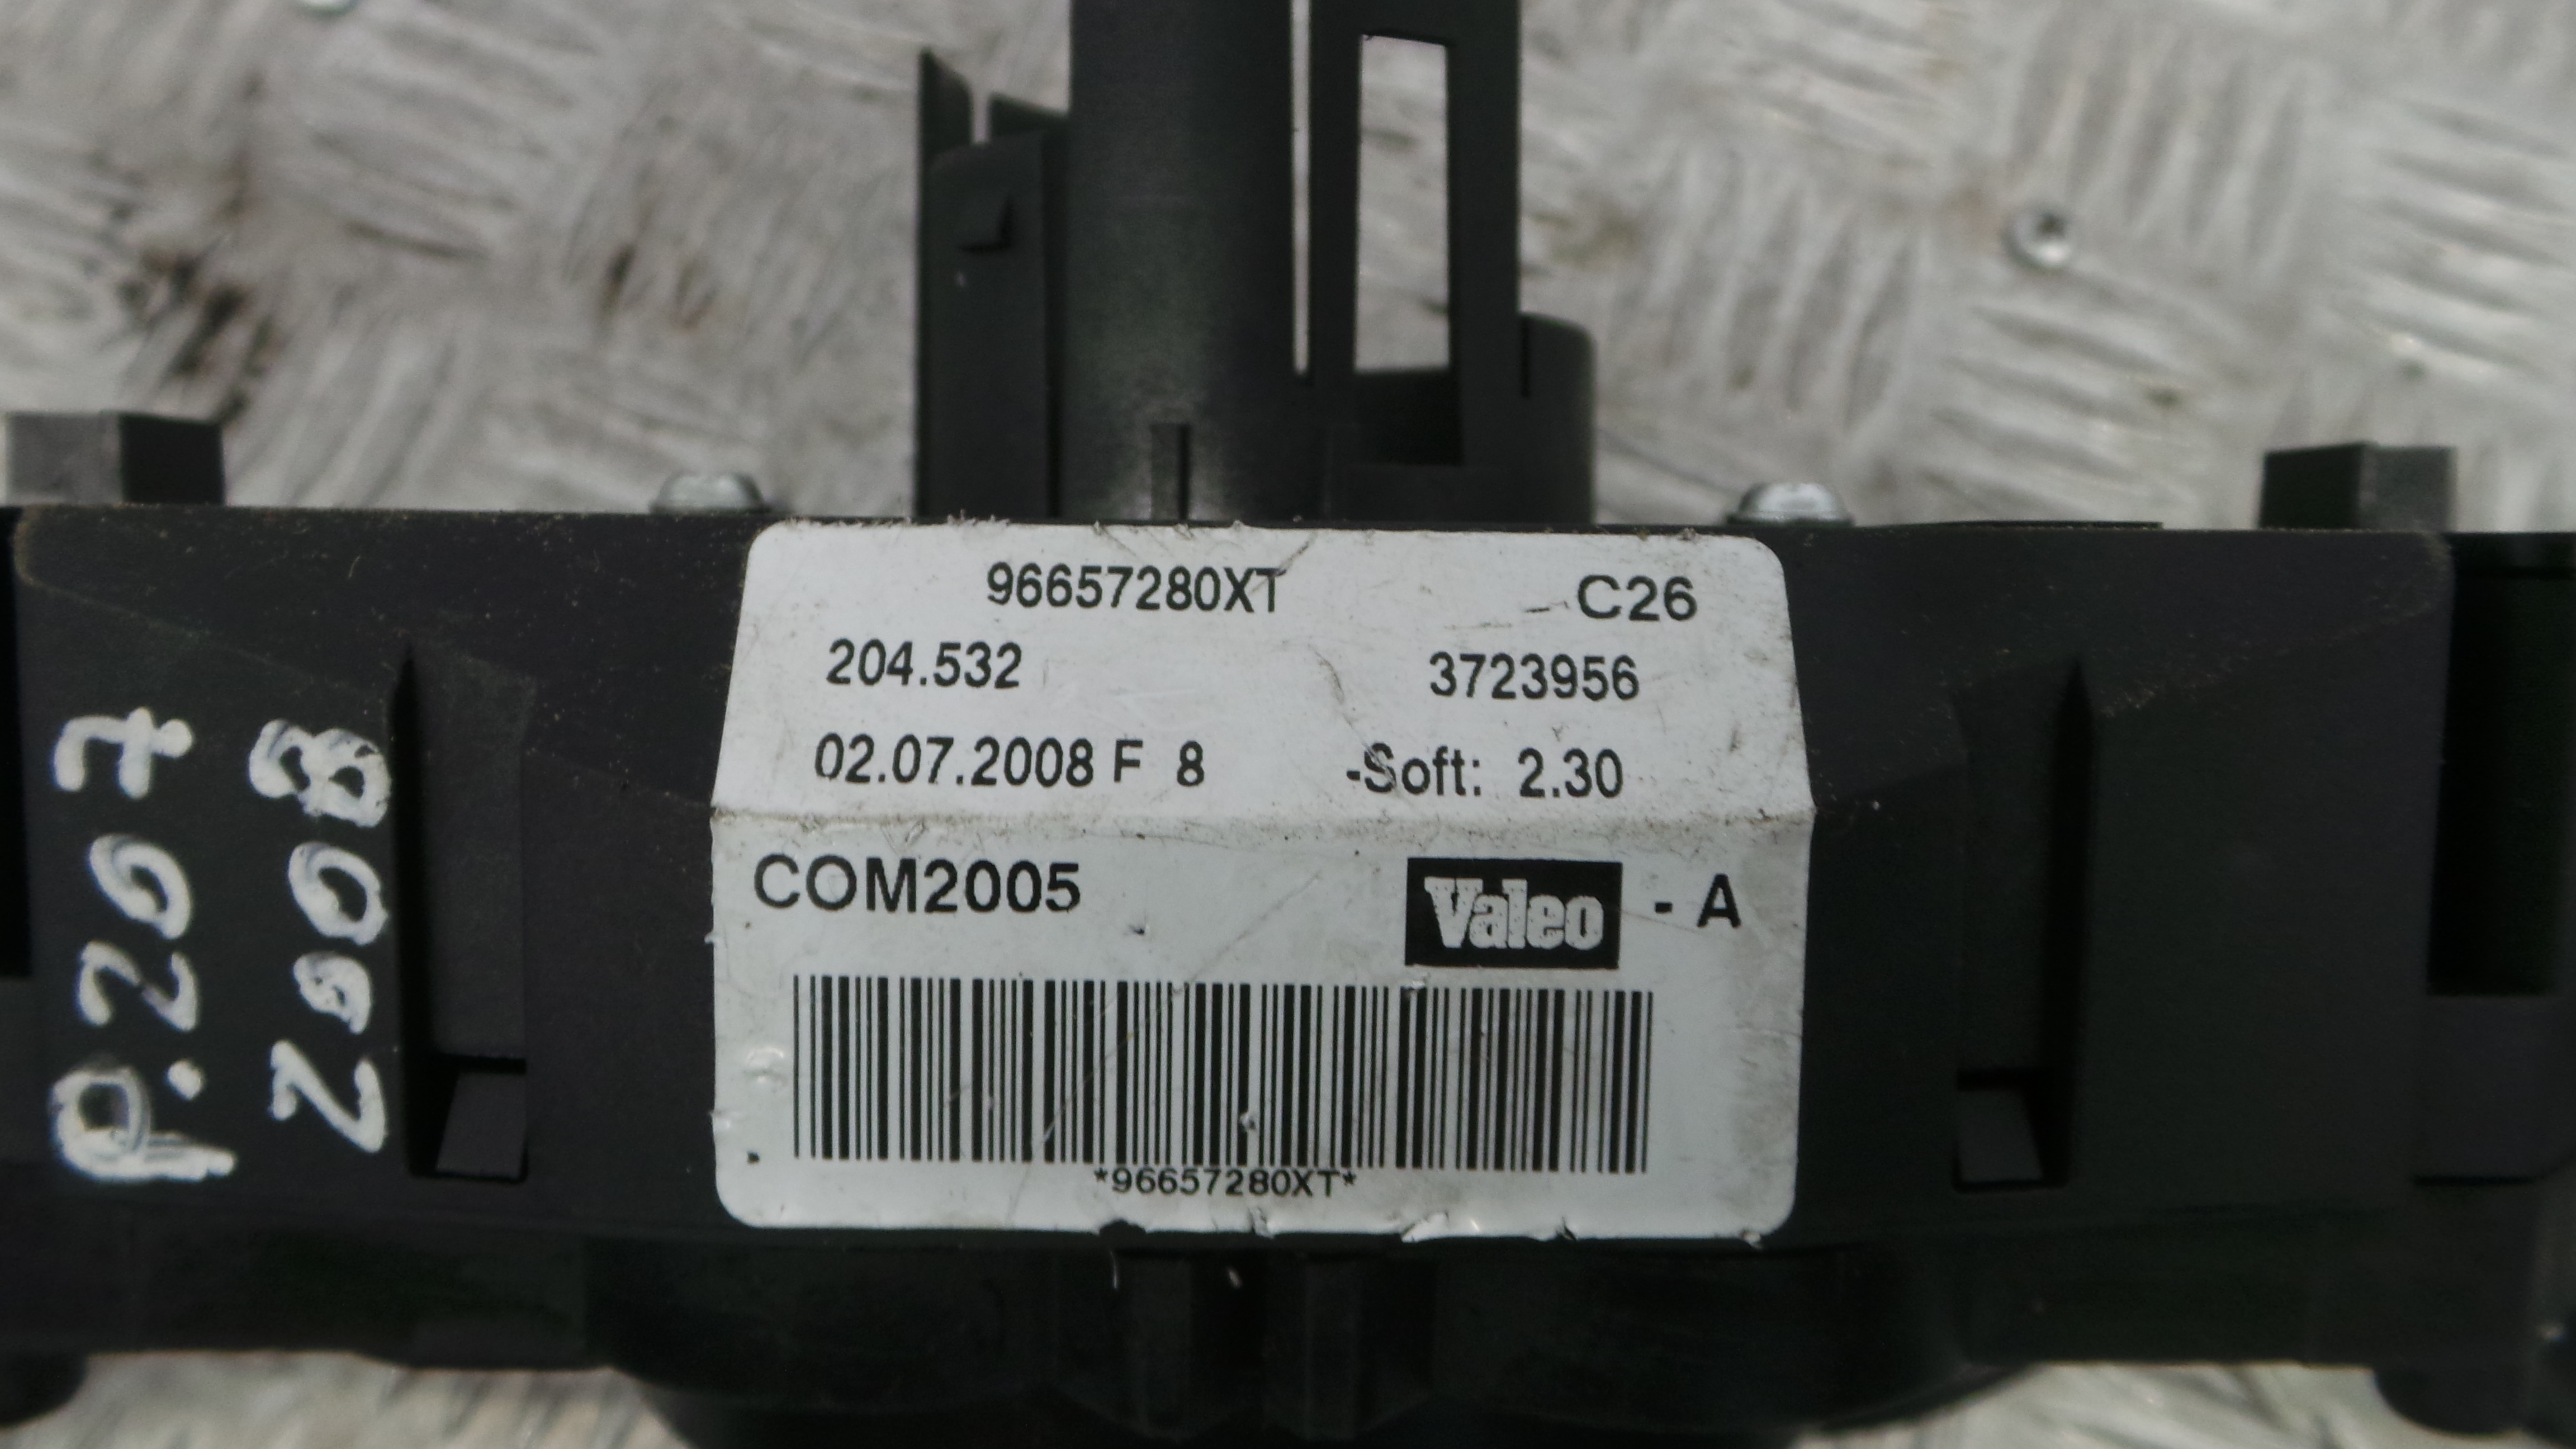 96657280XT C26
204.532 3723956
02.07.2008 F 8 -Soft: 2.30
COM2005 Valeo - A
*96657280XT*
P.207
2008